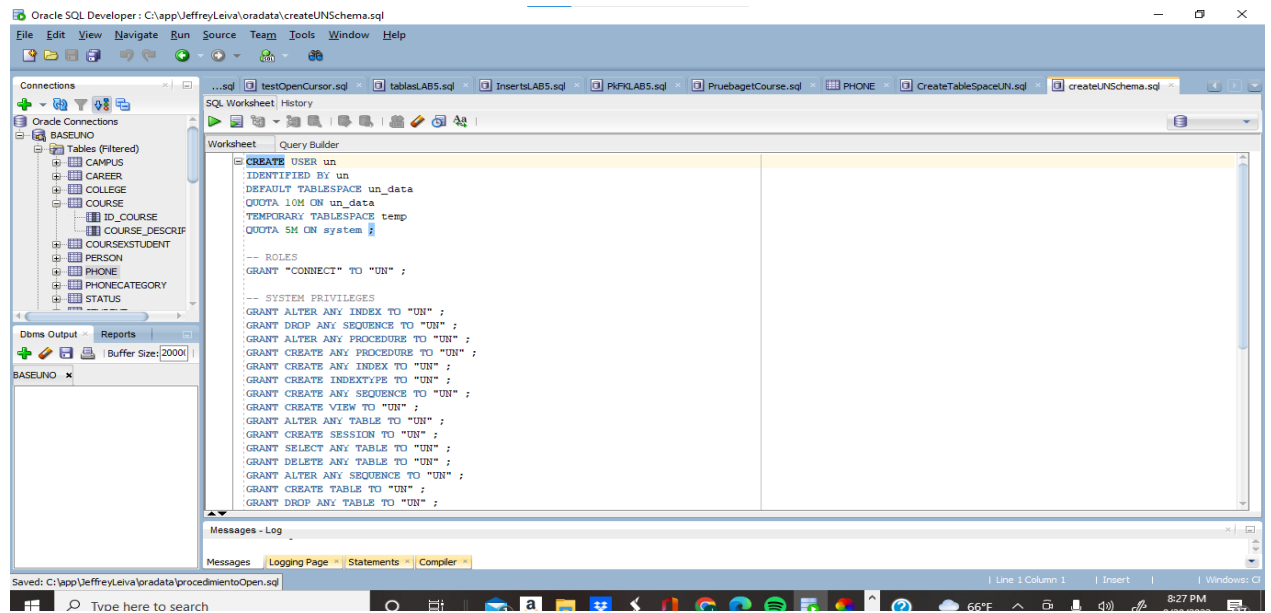 Oracle SQL Developer : C:\app\JeffreyLeiva\oradata\createUNSchema.sql
File Edit View Navigate Run Source Team Tools Window Help
Connections
...sql testOpenCursor.sql tablasLAB5.sql InsertsLAB5.sql PkFKLAB5.sql PruebagetCourse.sql PHONE CreateTableSpaceUN.sql createUNSchema.sql
SQL Worksheet History
Oracle Connections
BASEUNO
Tables (Filtered)
CAMPUS
CAREER
COLLEGE
COURSE
ID_COURSE
COURSE_DESCRIP
COURSEXSTUDENT
PERSON
PHONE
PHONECATEGORY
STATUS
Worksheet Query Builder
CREATE USER un
IDENTIFIED BY un
DEFAULT TABLESPACE un_data
QUOTA 10M ON un_data
TEMPORARY TABLESPACE temp
QUOTA 5M ON system ;
-- ROLES
GRANT "CONNECT" TO "UN" ;
-- SYSTEM PRIVILEGES
GRANT ALTER ANY INDEX TO "UN" ;
GRANT DROP ANY SEQUENCE TO "UN" ;
GRANT ALTER ANY PROCEDURE TO "UN" ;
GRANT CREATE ANY PROCEDURE TO "UN" ;
GRANT CREATE ANY INDEX TO "UN" ;
GRANT CREATE INDEXTYPE TO "UN" ;
GRANT CREATE ANY SEQUENCE TO "UN" ;
GRANT CREATE VIEW TO "UN" ;
GRANT ALTER ANY TABLE TO "UN" ;
GRANT CREATE SESSION TO "UN" ;
GRANT SELECT ANY TABLE TO "UN" ;
GRANT DELETE ANY TABLE TO "UN" ;
GRANT ALTER ANY SEQUENCE TO "UN" ;
GRANT CREATE TABLE TO "UN" ;
GRANT DROP ANY TABLE TO "UN" ;
Dbms Output Reports
Buffer Size: 2000
BASEUNO
Messages - Log
Messages Logging Page Statements Compiler
Saved: C:\app\JeffreyLeiva\oradata\procedimientoOpen.sql
Line 1 Column 1 Insert Windows: Cl
Type here to search
66°F
8:27 PM